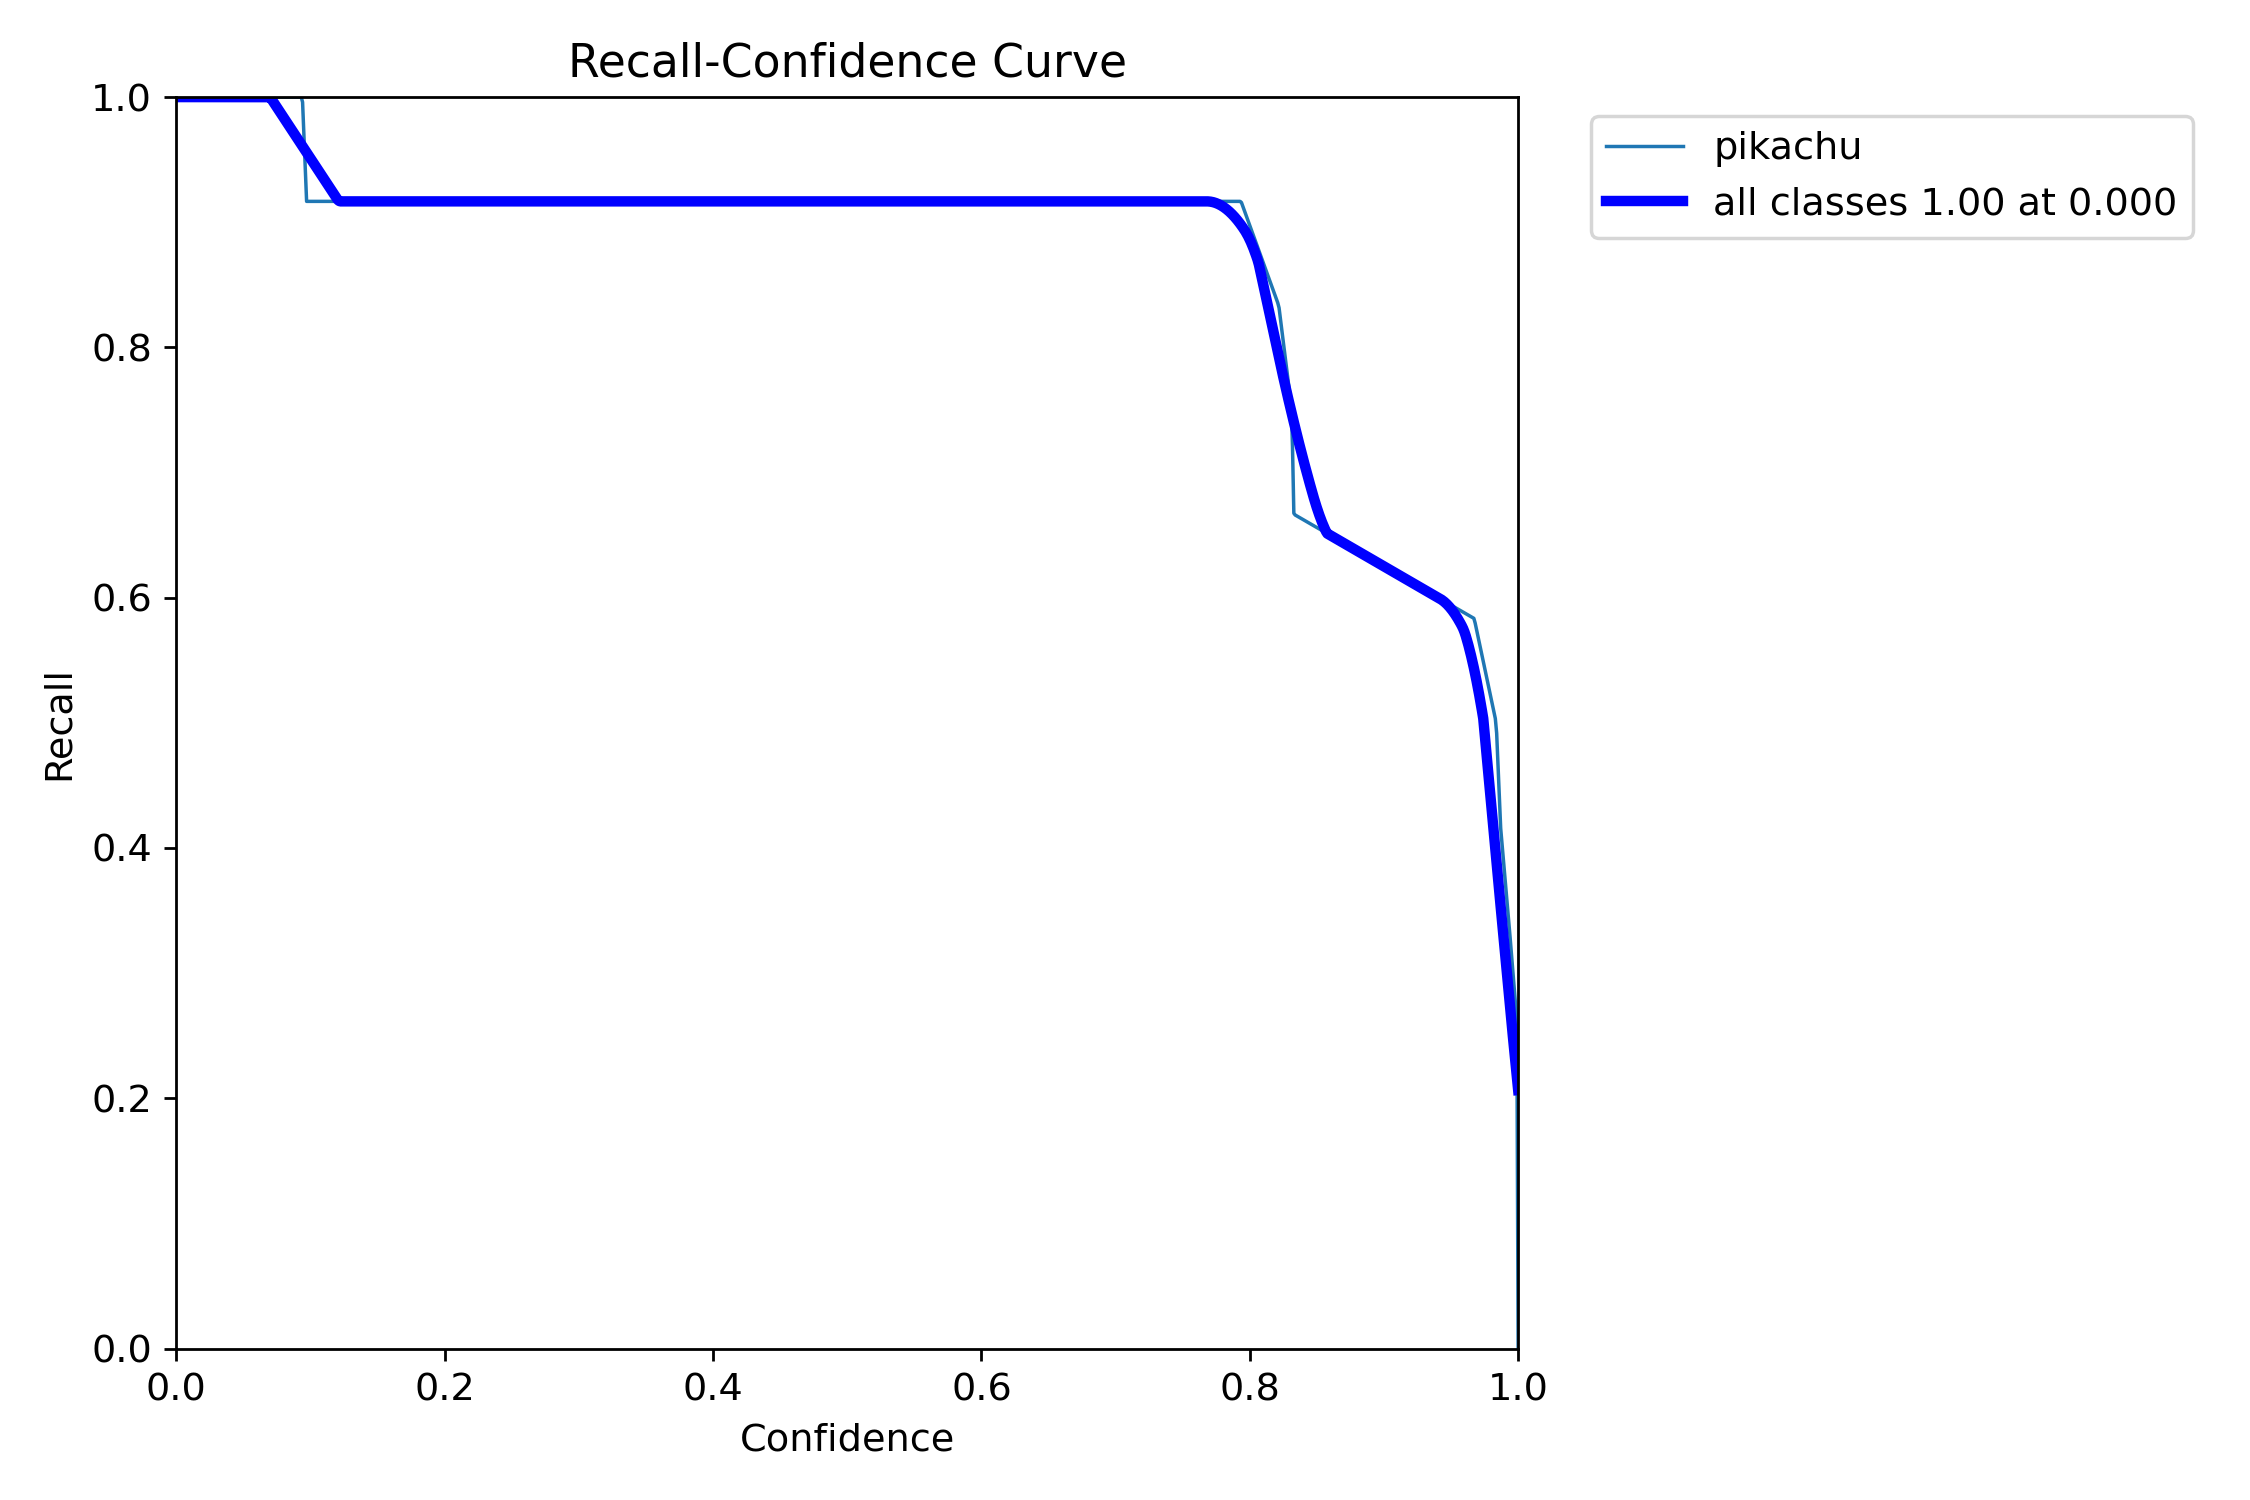 Recall-Confidence Curve
1.0
0.8
0.6
0.4
0.2
0.0
Recall
0.0 0.2 0.4 0.6 0.8 1.0
Confidence
pikachu
all classes 1.00 at 0.000